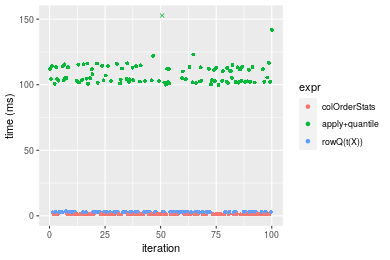 150
100
50
0
time (ms)
0
25
50
75
100
iteration
expr
colOrderStats
apply+quantile
rowQ(t(X))